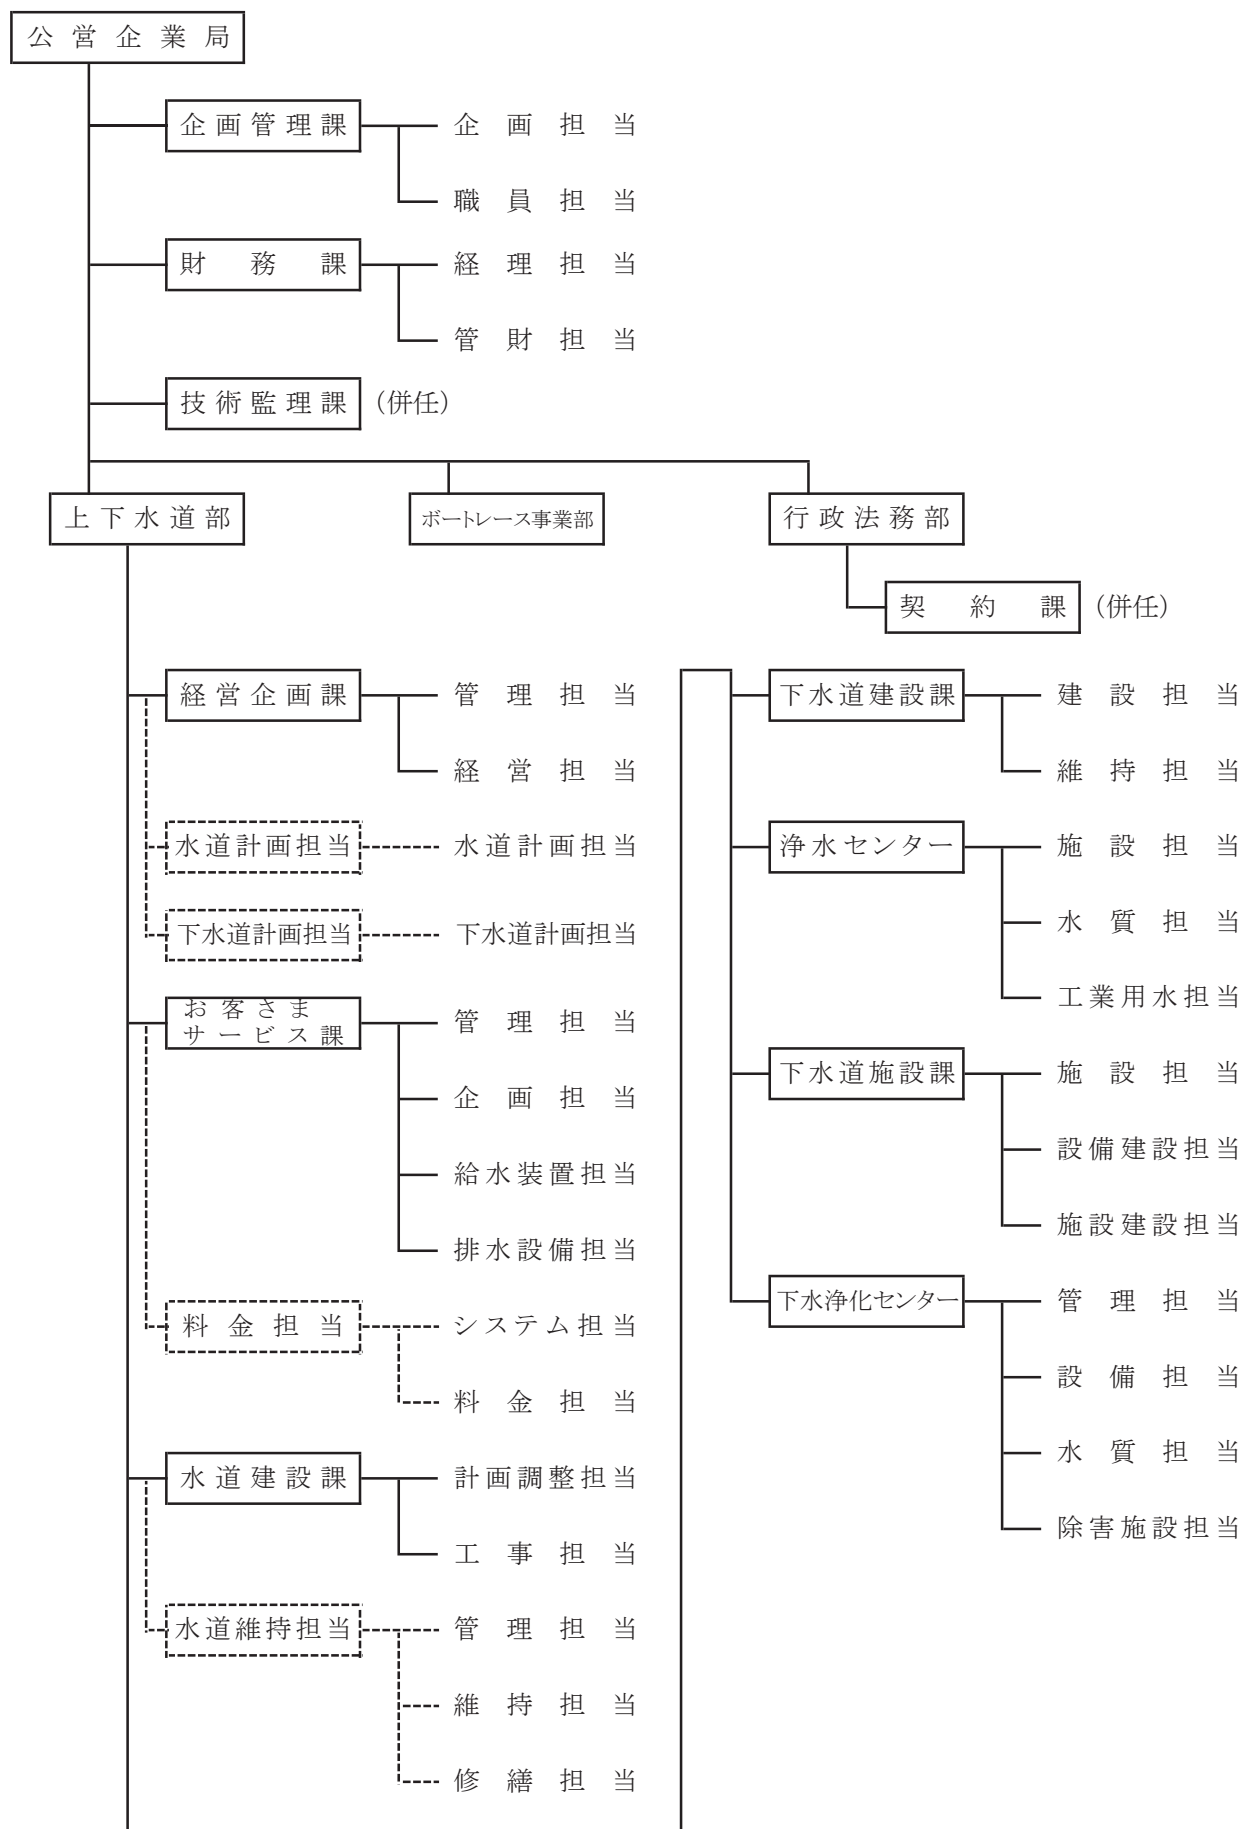 公営企業局
企画管理課
企画担当
職員担当
財務課
経理担当
管財担当
技術監理課
(併任)
上下水道部
ボートレース事業部
行政法務部
契約課
(併任)
経営企画課
管理担当
経営担当
水道計画担当
水道計画担当
下水道計画担当
下水道計画担当
お客さま
サービス課
管理担当
企画担当
給水装置担当
排水設備担当
料金担当
システム担当
料金担当
水道建設課
計画調整担当
工事担当
水道維持担当
管理担当
維持担当
修繕担当
下水道建設課
建設担当
維持担当
浄水センター
施設担当
水質担当
工業用水担当
下水道施設課
施設担当
設備建設担当
施設建設担当
下水浄化センター
管理担当
設備担当
水質担当
除害施設担当